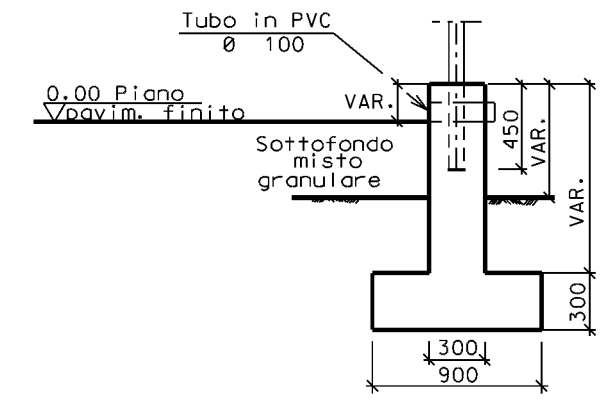 Tubo in PVC
Ø 100
0.00 Piano
pavim. finito
VAR.
Sottofondo
misto
granulare
450
VAR.
VAR.
300
300
900